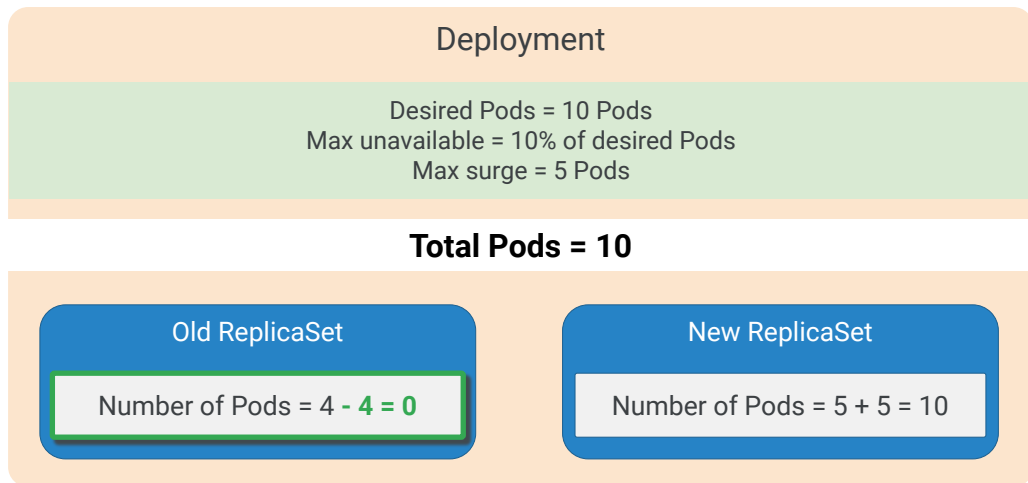 Deployment
Desired Pods = 10 Pods
Max unavailable = 10% of desired Pods
Max surge = 5 Pods
Total Pods = 10
Old ReplicaSet
Number of Pods = 4 - 4 = 0
New ReplicaSet
Number of Pods = 5 + 5 = 10